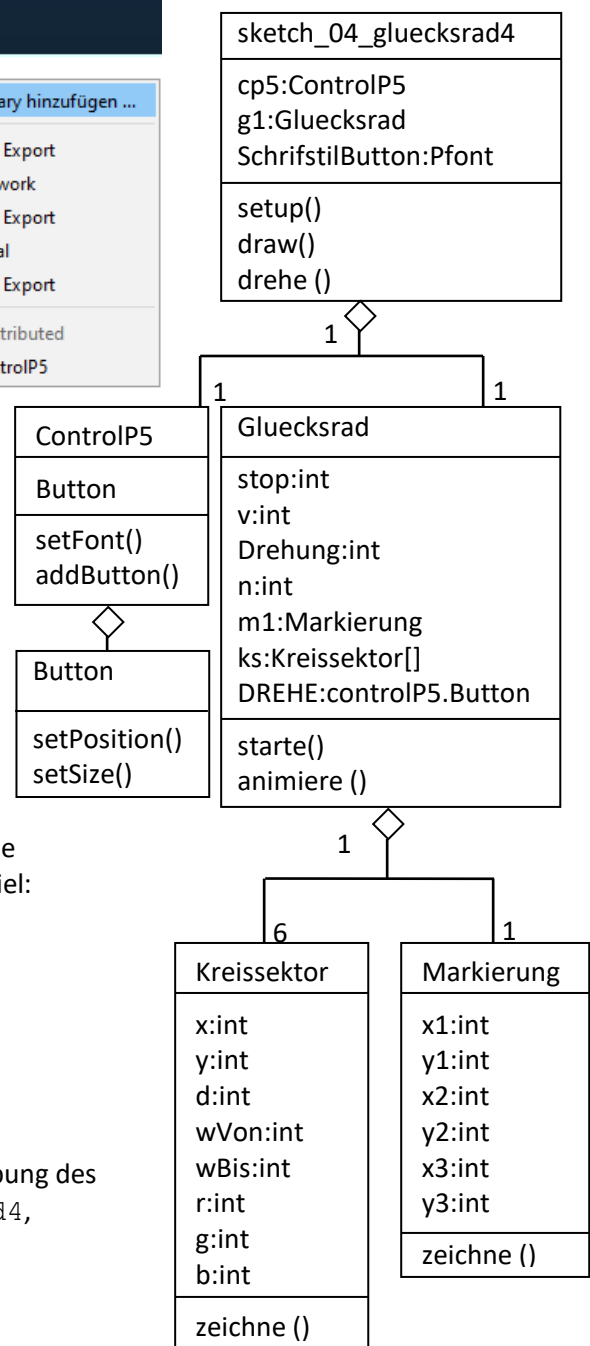 ary hinzufügen ...
Export
work
Export
al
Export
tributed
trolP5
sketch_04_gluecksrad4
cp5:ControlP5
g1:Gluecksrad
SchrifstilButton:Pfont
setup()
draw()
drehe ()
1
1
1
ControlP5
Button
setFont()
addButton()
Button
setPosition()
setSize()
Gluecksrad
stop:int
v:int
Drehung:int
n:int
m1:Markierung
ks:Kreissektor[]
DREHE:controlP5.Button
starte()
animiere ()
e
iel:
1
6
1
Kreissektor
x:int
y:int
d:int
wVon:int
wBis:int
r:int
g:int
b:int
zeichne ()
Markierung
x1:int
y1:int
x2:int
y2:int
x3:int
y3:int
zeichne ()
bung des
d4,